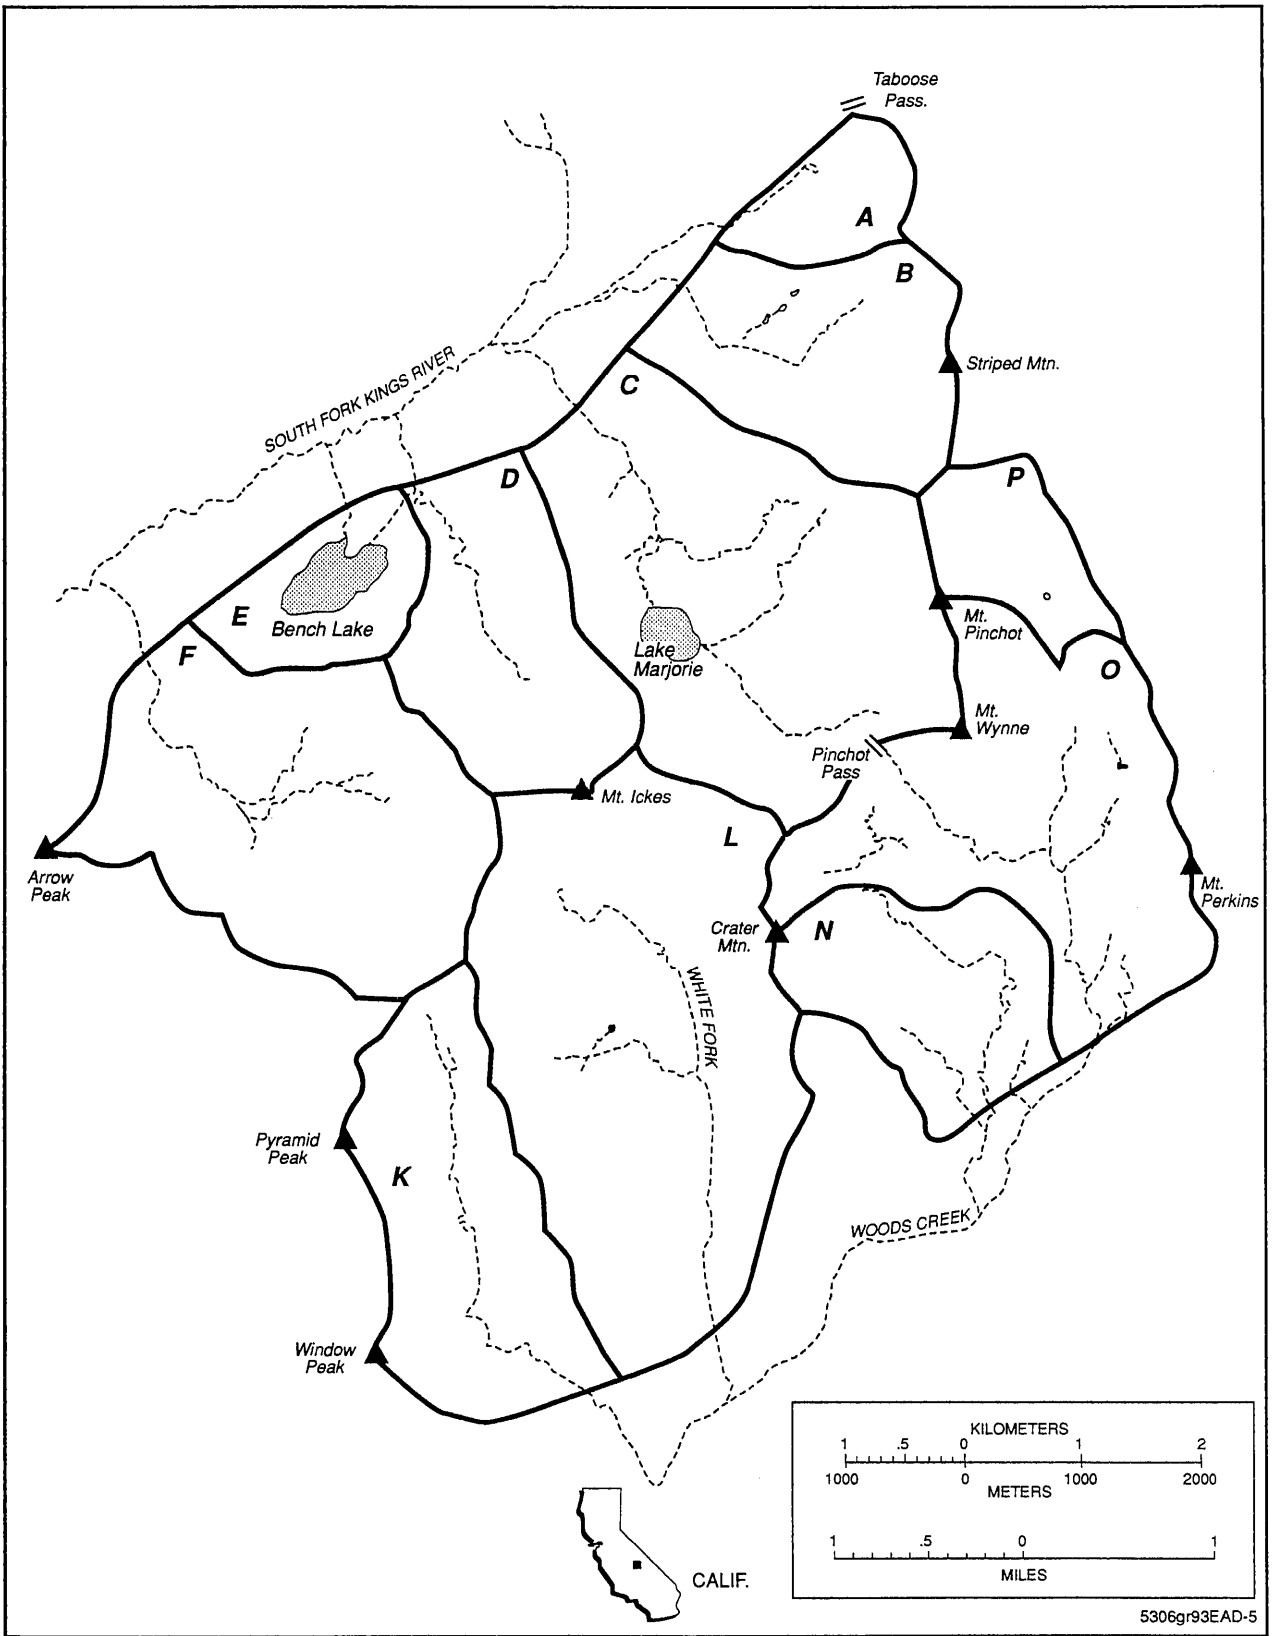 Taboose
Pass.
A
B
Striped Mtn.
SOUTH FORK KINGS RIVER
C
D
P
E
Bench Lake
F
Mt.
Pinchot
Lake
Marjorie
O
Mt.
Wynne
Pinchot
Pass
Mt. Ickes
L
Arrow
Peak
Mt.
Perkins
Crater
Mtn.
N
WHITE FORK
Pyramid
Peak
K
WOODS CREEK
Window
Peak
KILOMETERS
1 .5 0 1 2
1000 0 1000 2000
METERS
1 .5 0 1
MILES
CALIF.
5306gr93EAD-5